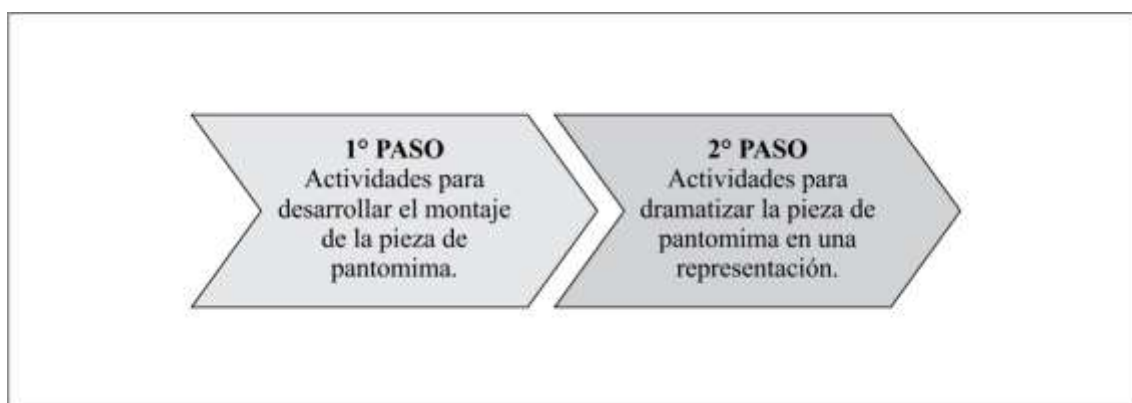 1° PASO
Actividades para
desarrollar el montaje
de la pieza de
pantomima.
2° PASO
Actividades para
dramatizar la pieza de
pantomima en una
representación.